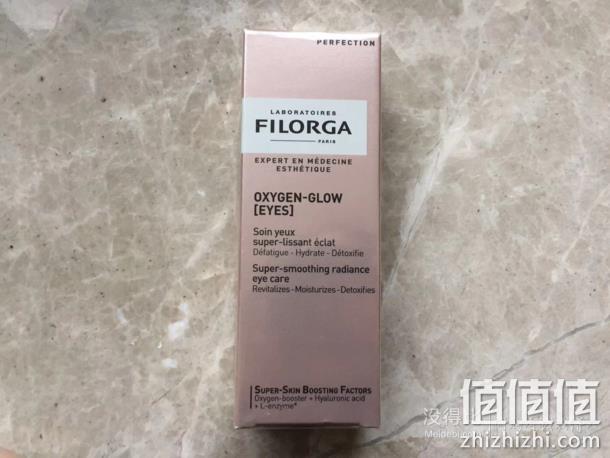 PERFECTION
LABORATOIRES
FILORGA
PARIS
EXPERT EN MÉDECINE
ESTHÉTIQUE
OXYGEN-GLOW
[EYES]
Soin yeux
super-lissant éclat
Défatigue - Hydrate - Détoxifie
Super-smoothing radiance
eye care
Revitalizes - Moisturizes - Detoxifies
SUPER-SKIN BOOSTING FACTORS
Oxygen-booster + Hyaluronic acid
+ L-enzyme*
没得比
Meidebi.com
值值值
zhizhizhi.com